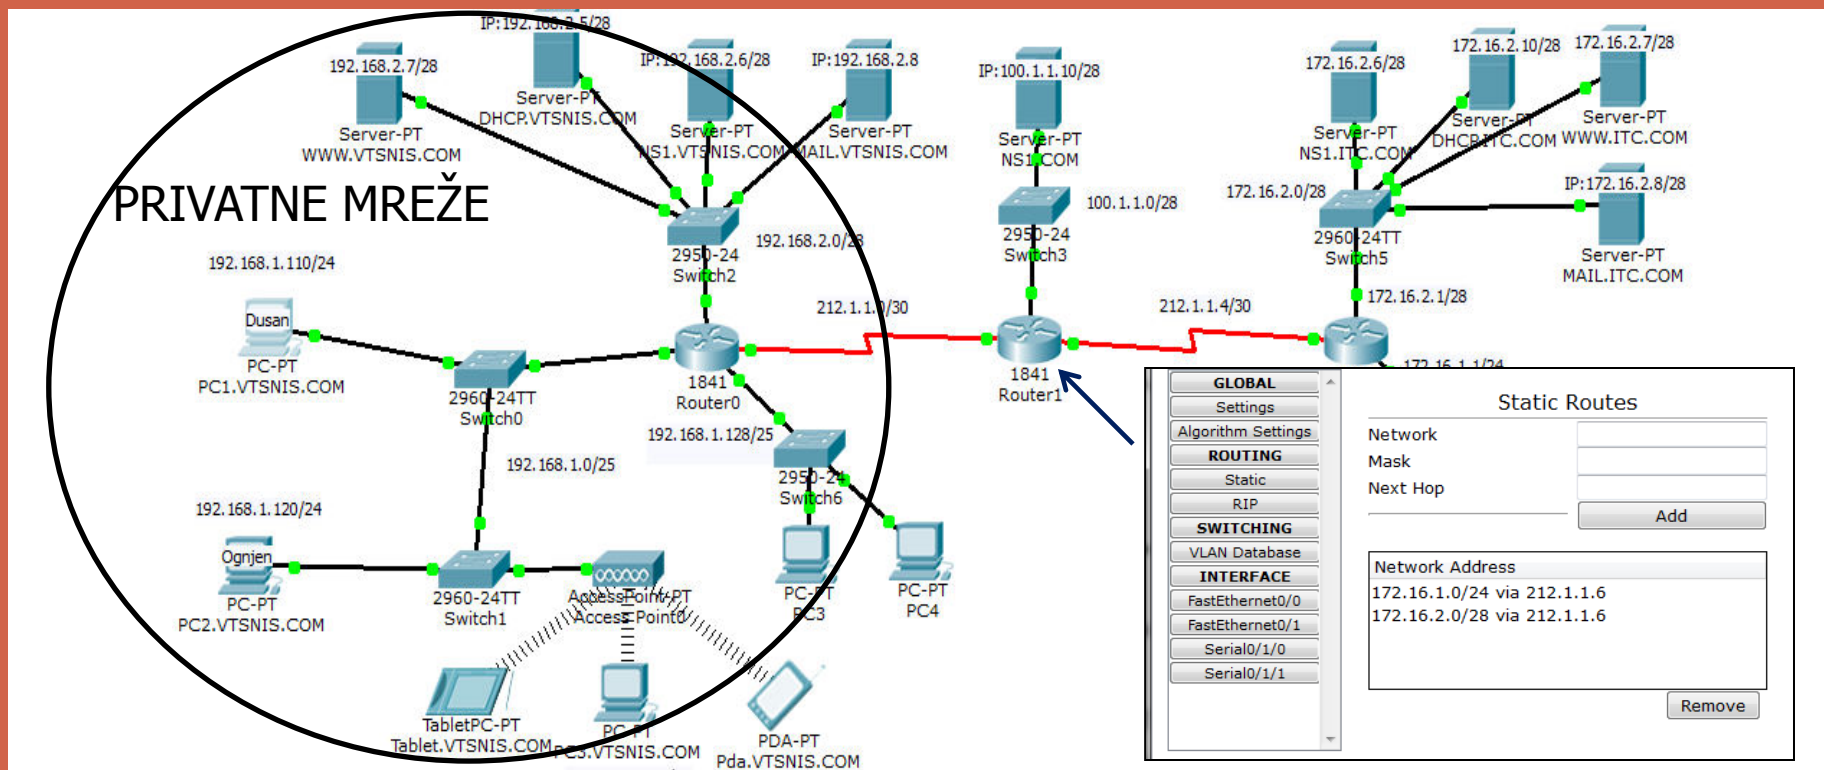 IP:192.168.2.5/28
192.168.2.7/28
IP:192.168.2.6/28
IP:192.168.2.8
IP:100.1.1.10/28
172.16.2.6/28
172.16.2.10/28
172.16.2.7/28
Server-PT
WWW.VTSNIS.COM
Server-PT
DHCP.VTSNIS.COM
Server-PT
NS1.VTSNIS.COM
Server-PT
MAIL.VTSNIS.COM
Server-PT
NS1.COM
Server-PT
NS1.ITC.COM
Server-PT
DHCP.ITC.COM
Server-PT
WWW.ITC.COM
PRIVATNE MREŽE
IP:172.16.2.8/28
172.16.2.0/28
100.1.1.0/28
2950-24
Switch2
192.168.2.0/28
2950-24
Switch3
2960-24TT
Switch5
Server-PT
MAIL.ITC.COM
192.168.1.110/24
212.1.1.0/30
212.1.1.4/30
172.16.2.1/28
Dusan
PC-PT
PC1.VTSNIS.COM
2960-24TT
Switch0
1841
Router0
1841
Router1
172.16.1.1/24
192.168.1.128/25
192.168.1.0/25
2950-24
Switch6
192.168.1.120/24
Ognjen
PC-PT
PC2.VTSNIS.COM
2960-24TT
Switch1
AccessPoint-PT
Access Point0
PC-PT
PC3
PC-PT
PC4
TabletPC-PT
Tablet.VTSNIS.COM
PC-PT
PC3.VTSNIS.COM
PDA-PT
Pda.VTSNIS.COM
GLOBAL
Settings
Algorithm Settings
ROUTING
Static
RIP
SWITCHING
VLAN Database
INTERFACE
FastEthernet0/0
FastEthernet0/1
Serial0/1/0
Serial0/1/1
Static Routes
Network
Mask
Next Hop
Add
Network Address
172.16.1.0/24 via 212.1.1.6
172.16.2.0/28 via 212.1.1.6
Remove